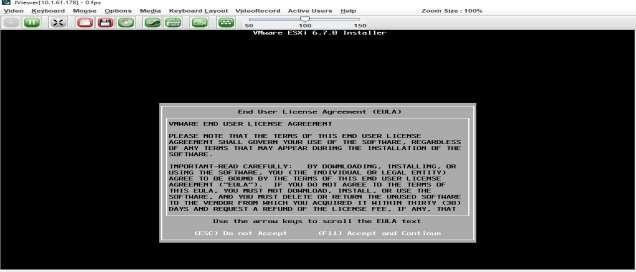 JViewer[10.1.61.178] - 0 fps
Video Keyboard Mouse Options Media Keyboard Layout VideoRecord Active Users Help Zoom Size : 100%
50 100 150
VMware ESXi 6.7.0 Installer
End User License Agreement (EULA)
VMWARE END USER LICENSE AGREEMENT
PLEASE NOTE THAT THE TERMS OF THIS END USER LICENSE
AGREEMENT SHALL GOVERN YOUR USE OF THE SOFTWARE, REGARDLESS
OF ANY TERMS THAT MAY APPEAR DURING THE INSTALLATION OF THE
SOFTWARE.
IMPORTANT-READ CAREFULLY: BY DOWNLOADING, INSTALLING, OR
USING THE SOFTWARE, YOU (THE INDIVIDUAL OR LEGAL ENTITY)
AGREE TO BE BOUND BY THE TERMS OF THIS END USER LICENSE
AGREEMENT ("EULA"). IF YOU DO NOT AGREE TO THE TERMS OF
THIS EULA, YOU MUST NOT DOWNLOAD, INSTALL, OR USE THE
SOFTWARE, AND YOU MUST DELETE OR RETURN THE UNUSED SOFTWARE
TO THE VENDOR FROM WHICH YOU ACQUIRED IT WITHIN THIRTY (30)
DAYS AND REQUEST A REFUND OF THE LICENSE FEE, IF ANY, THAT
Use the arrow keys to scroll the EULA text
(ESC) Do not Accept (F11) Accept and Continue